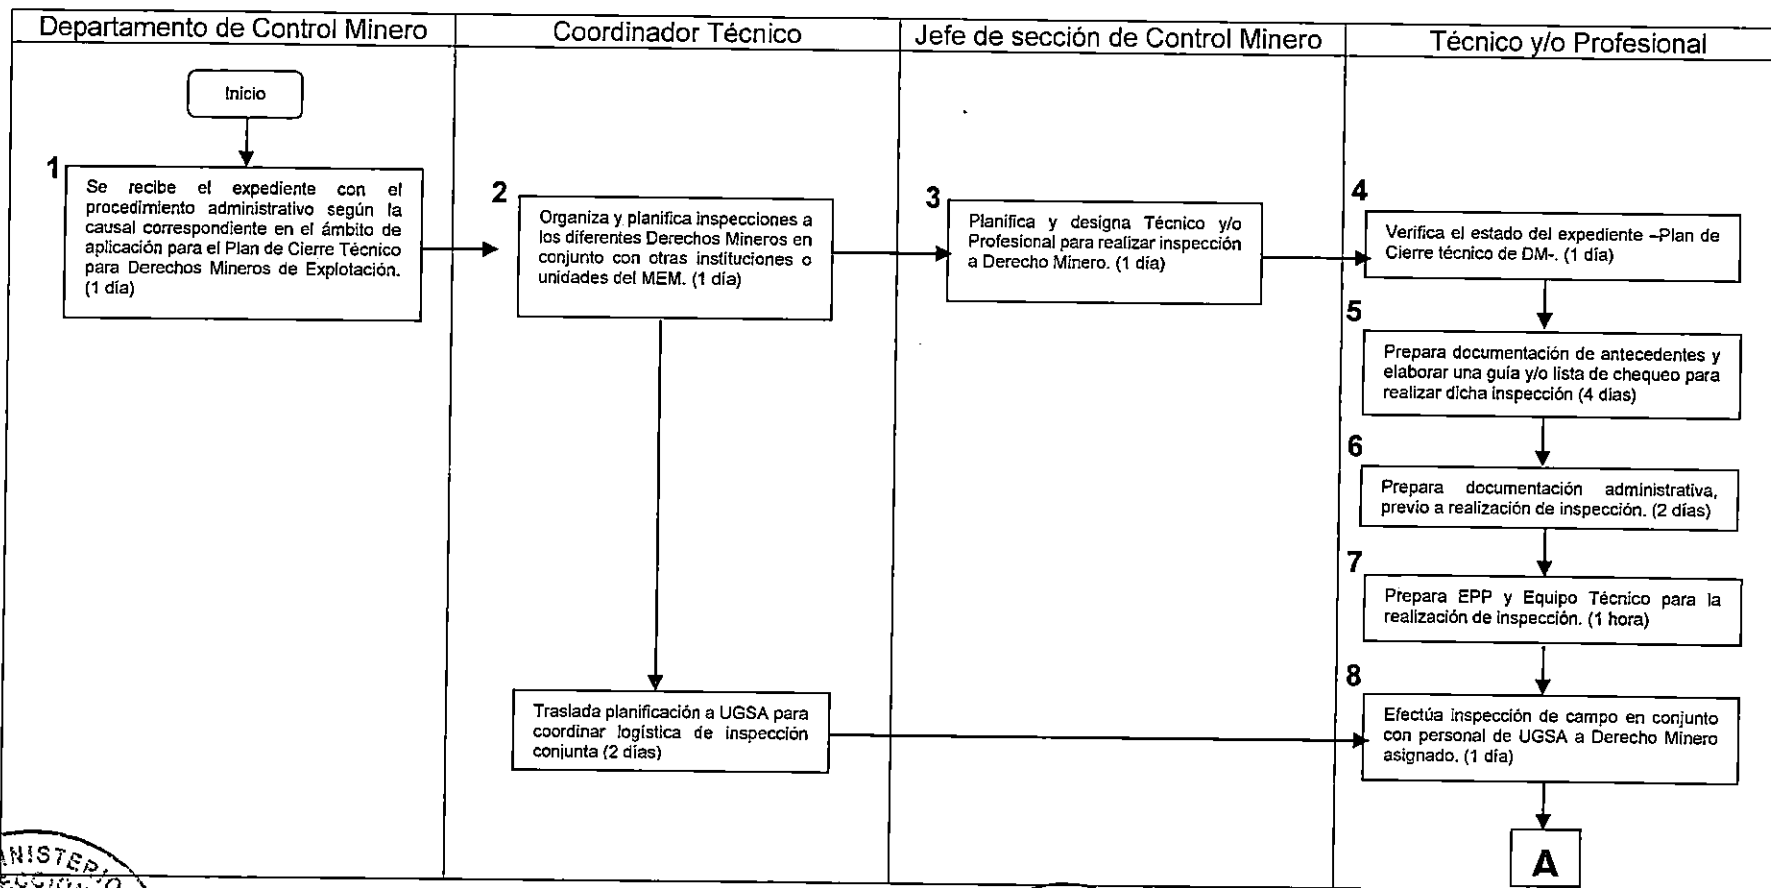 Departamento de Control Minero
Coordinador Técnico
Jefe de sección de Control Minero
Técnico y/o Profesional
Inicio
1
Se recibe el expediente con el
procedimiento administrativo según la
causal correspondiente en el ámbito de
aplicación para el Plan de Cierre Técnico
para Derechos Mineros de Explotación.
(1 día)
2
Organiza y planifica inspecciones a
los diferentes Derechos Mineros en
conjunto con otras instituciones o
unidades del MEM. (1 día)
3
Planifica y designa Técnico y/o
Profesional para realizar inspección
a Derecho Minero. (1 día)
4
Verifica el estado del expediente –Plan de
Cierre técnico de DM-. (1 día)
5
Prepara documentación de antecedentes y
elaborar una guía y/o lista de chequeo para
realizar dicha inspección (4 días)
6
Prepara documentación administrativa,
previo a realización de inspección. (2 días)
7
Prepara EPP y Equipo Técnico para la
realización de inspección. (1 hora)
Traslada planificación a UGSA para
coordinar logística de inspección
conjunta (2 días)
8
Efectúa inspección de campo en conjunto
con personal de UGSA a Derecho Minero
asignado. (1 día)
A